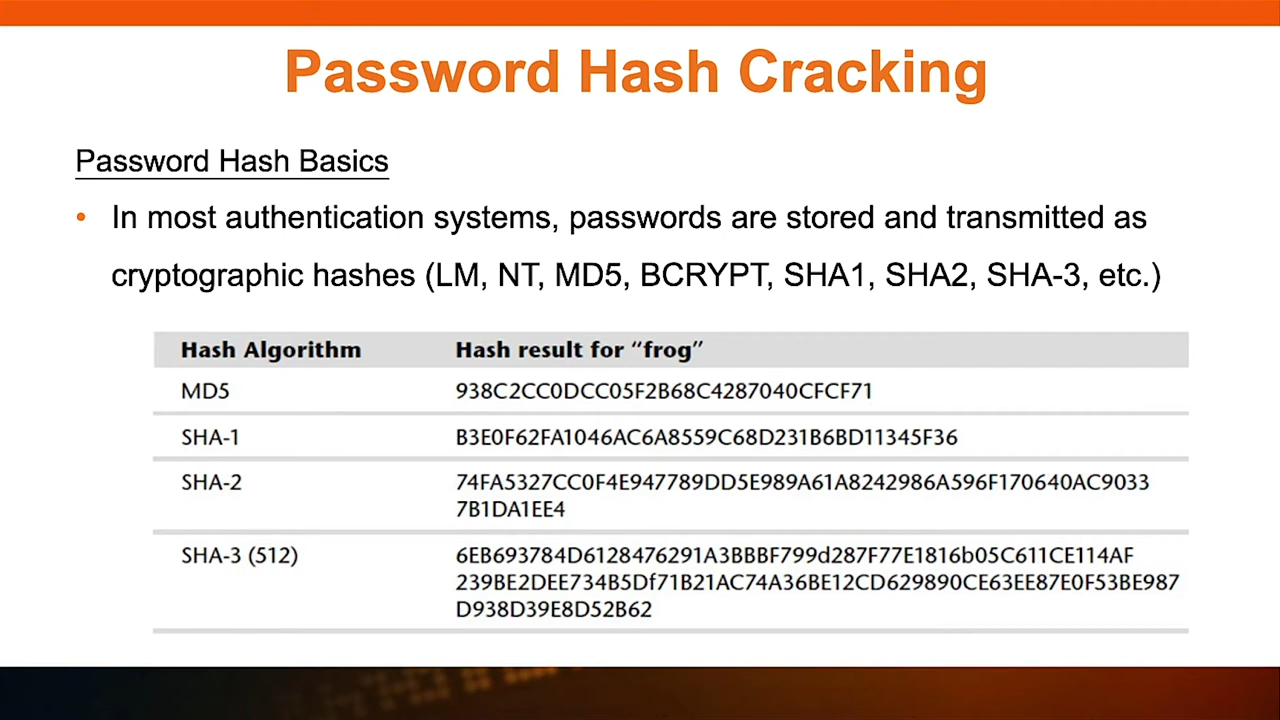 Password Hash Cracking
Password Hash Basics
• In most authentication systems, passwords are stored and transmitted as
cryptographic hashes (LM, NT, MD5, BCRYPT, SHA1, SHA2, SHA-3, etc.)
Hash Algorithm Hash result for “frog”
MD5 938C2CC0DCC05F2B68C4287040CFCF71
SHA-1 B3E0F62FA1046AC6A8559C68D231B6BD11345F36
SHA-2 74FA5327CC0F4E947789DD5E989A61A8242986A596F170640AC9033
7B1DA1EE4
SHA-3 (512) 6EB693784D6128476291A3BBBF799d287F77E1816b05C611CE114AF
239BE2DEE734B5Df71B21AC74A36BE12CD629890CE63EE87E0F53BE987
D938D39E8D52B62